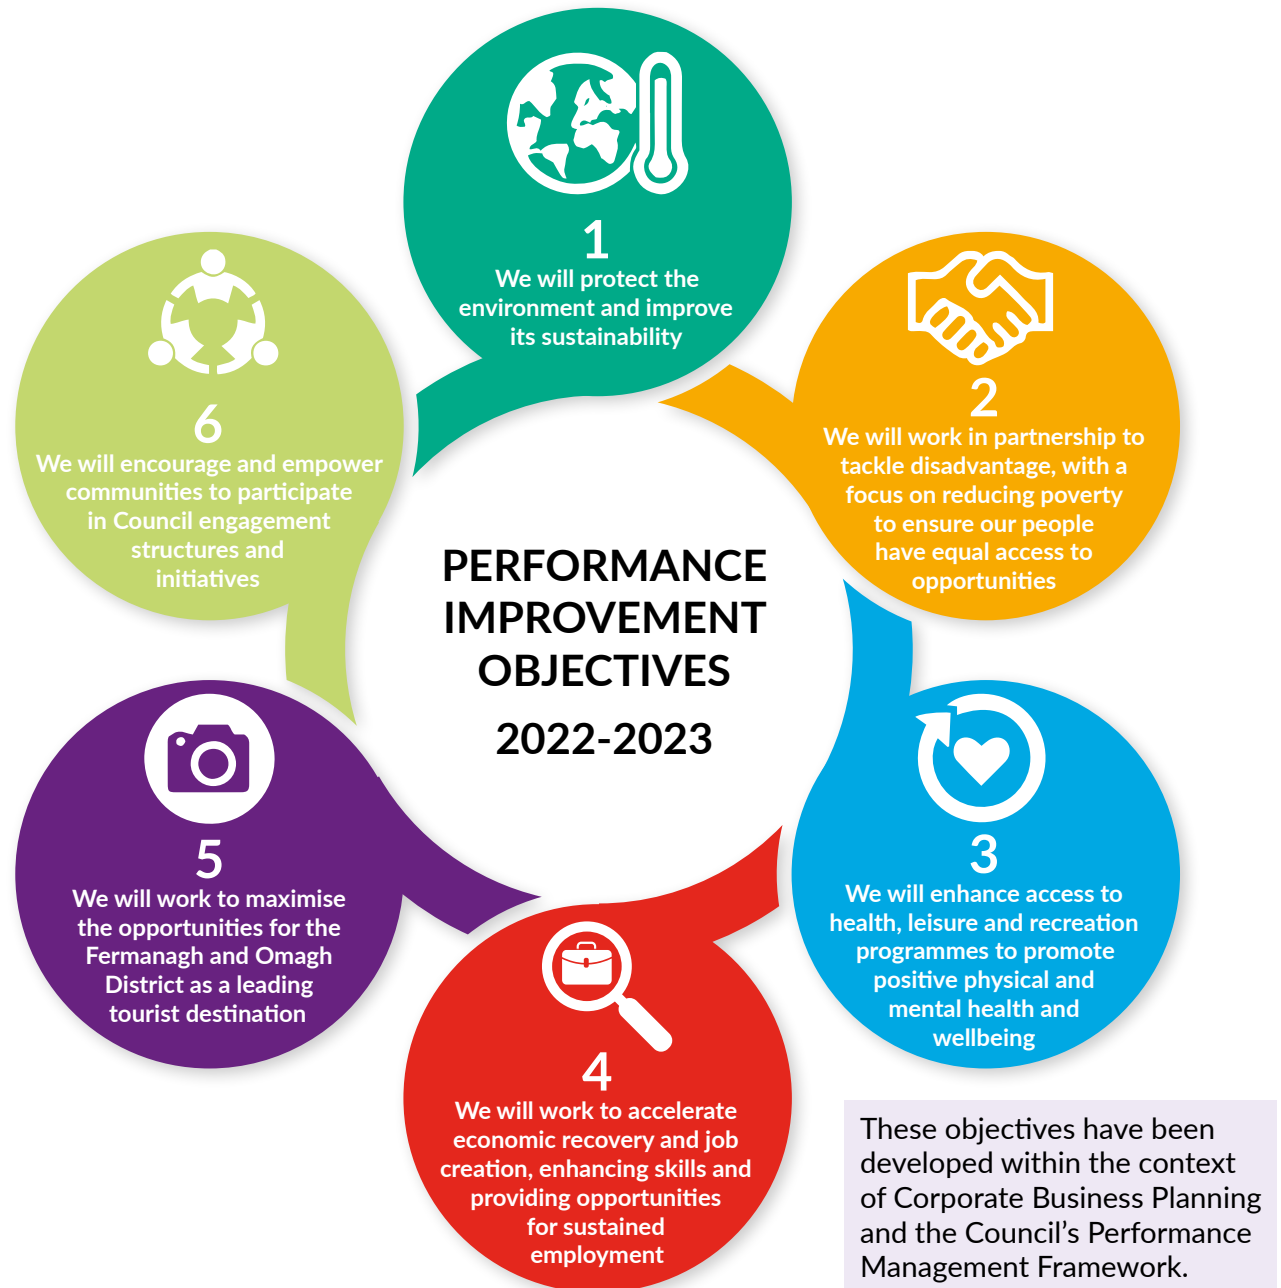 1
We will protect the
environment and improve
its sustainability
2
We will work in partnership to
tackle disadvantage, with a
focus on reducing poverty
to ensure our people
have equal access to
opportunities
3
We will enhance access to
health, leisure and recreation
programmes to promote
positive physical and
mental health and
wellbeing
4
We will work to accelerate
economic recovery and job
creation, enhancing skills and
providing opportunities
for sustained
employment
5
We will work to maximise
the opportunities for the
Fermanagh and Omagh
District as a leading
tourist destination
6
We will encourage and empower
communities to participate
in Council engagement
structures and
initiatives
PERFORMANCE
IMPROVEMENT
OBJECTIVES
2022-2023
These objectives have been
developed within the context
of Corporate Business Planning
and the Council’s Performance
Management Framework.